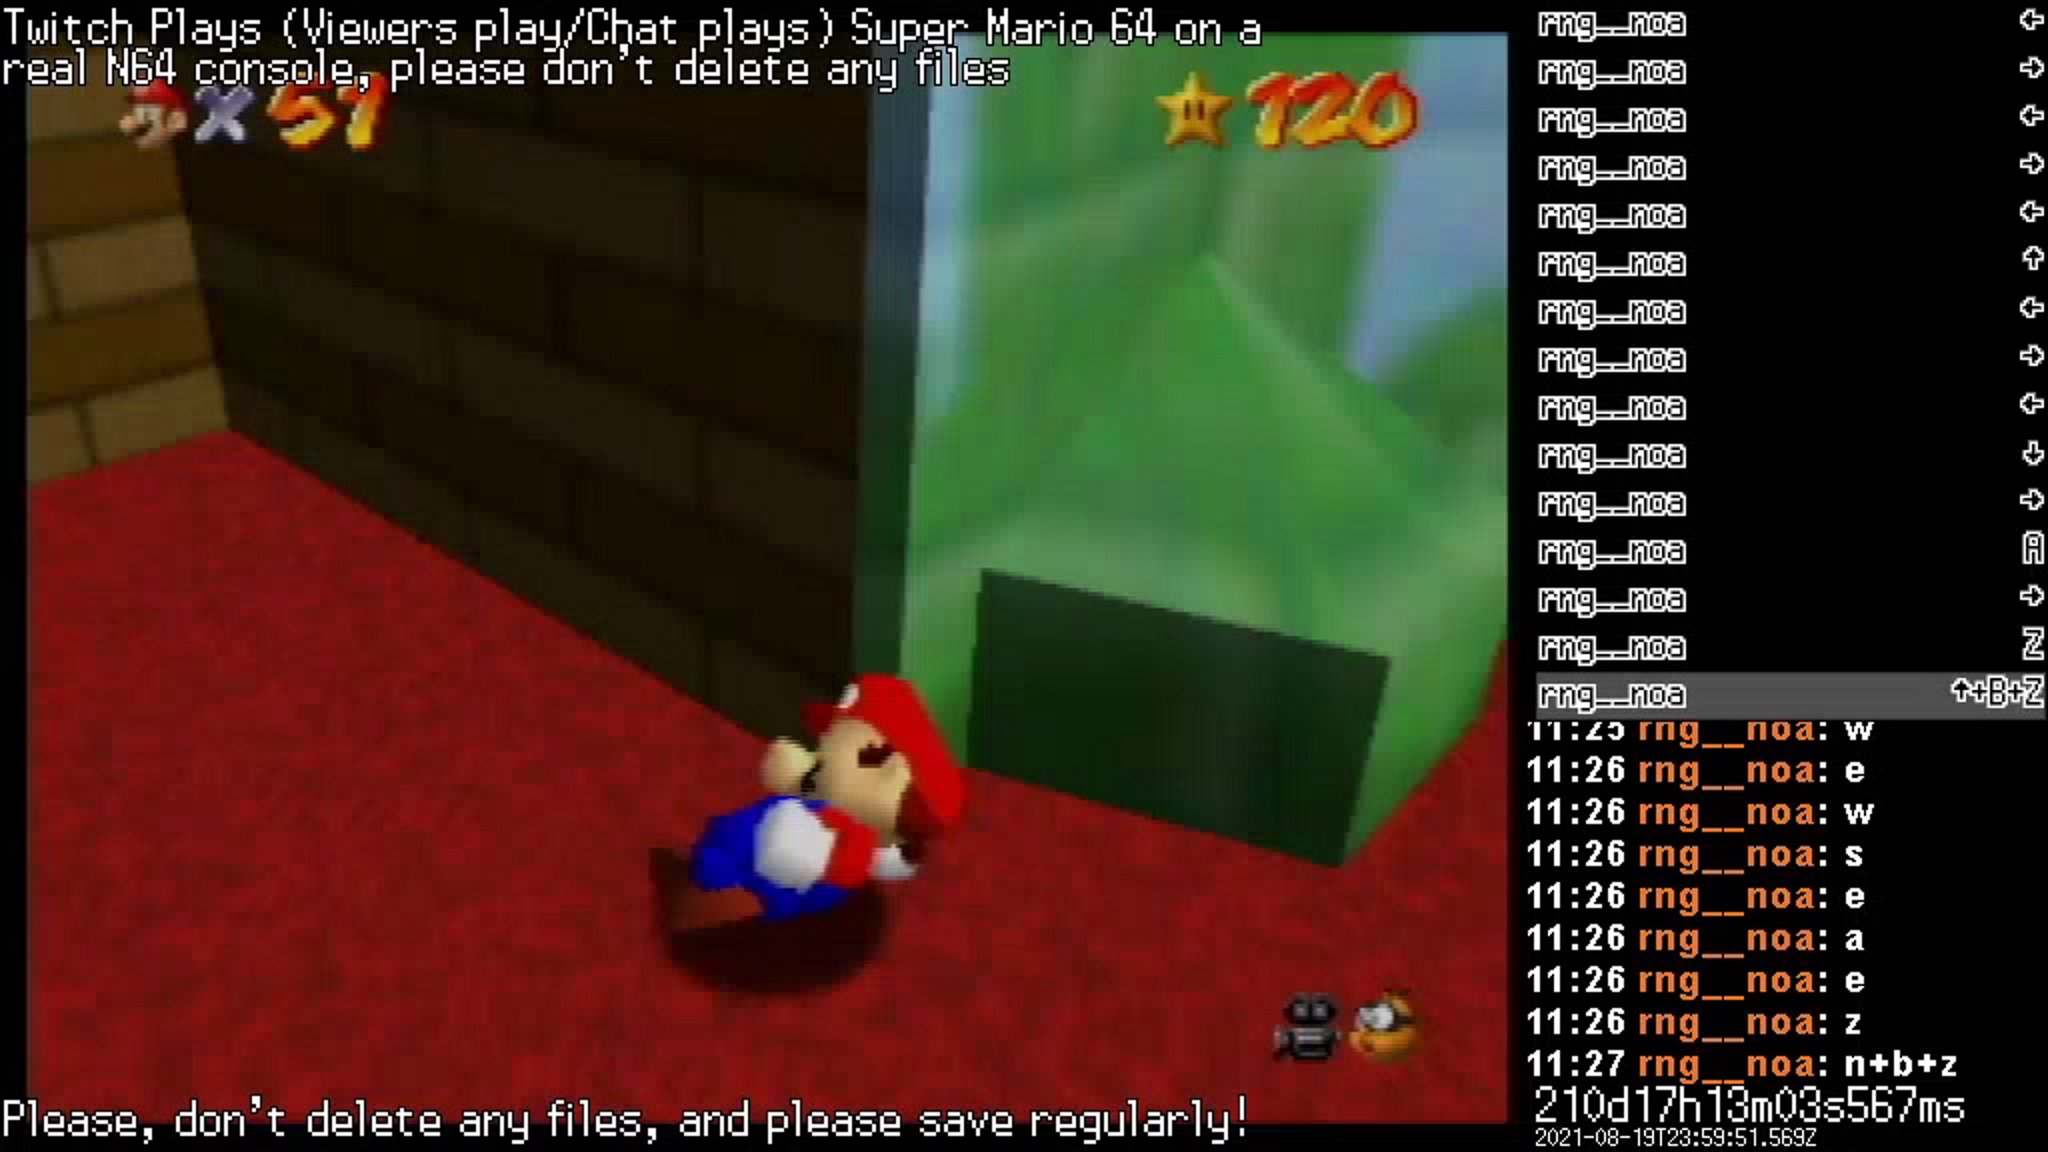 Twitch Plays (Viewers play/Chat plays) Super Mario 64 on a
real N64 console, please don't delete any files
x 51
120
rng__noa ←
rng__noa →
rng__noa ←
rng__noa →
rng__noa ←
rng__noa ↑
rng__noa ←
rng__noa →
rng__noa ←
rng__noa ↓
rng__noa →
rng__noa A
rng__noa →
rng__noa Z
rng__noa ↑+B+Z
11:25 rng__noa: w
11:26 rng__noa: e
11:26 rng__noa: w
11:26 rng__noa: s
11:26 rng__noa: e
11:26 rng__noa: a
11:26 rng__noa: e
11:26 rng__noa: z
11:27 rng__noa: n+b+z
210d17h13m03s567ms
2021-08-19T23:59:51.569Z
Please, don't delete any files, and please save regularly!